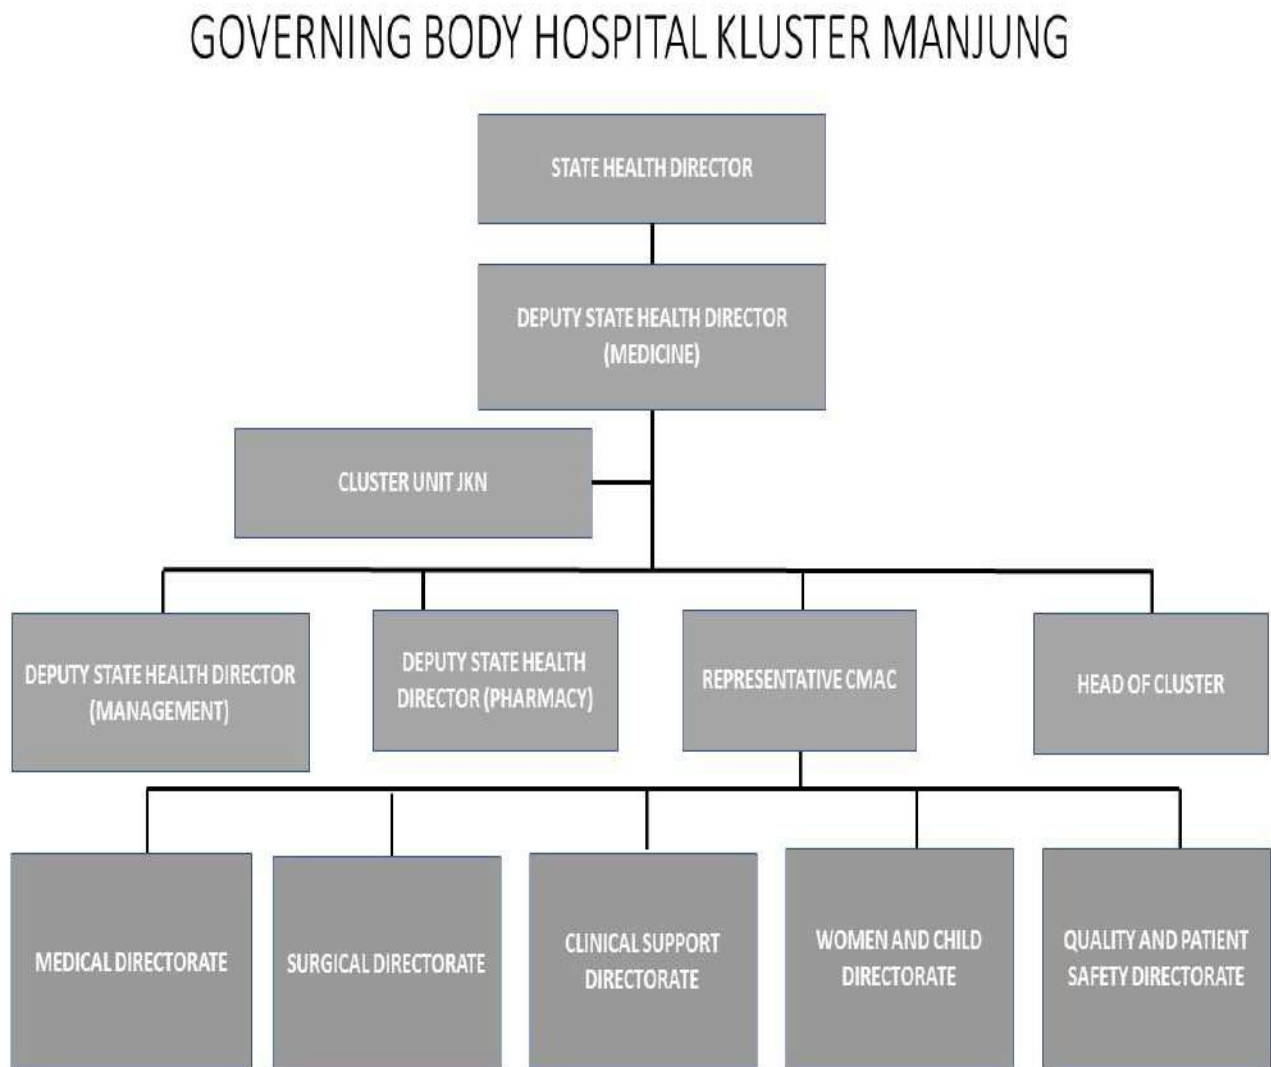 GOVERNING BODY HOSPITAL KLUSTER MANJUNG
STATE HEALTH DIRECTOR
DEPUTY STATE HEALTH DIRECTOR
(MEDICINE)
CLUSTER UNIT JKN
DEPUTY STATE HEALTH DIRECTOR
(MANAGEMENT)
DEPUTY STATE HEALTH
DIRECTOR (PHARMACY)
REPRESENTATIVE CMAC
HEAD OF CLUSTER
MEDICAL DIRECTORATE
SURGICAL DIRECTORATE
CLINICAL SUPPORT
DIRECTORATE
WOMEN AND CHILD
DIRECTORATE
QUALITY AND PATIENT
SAFETY DIRECTORATE